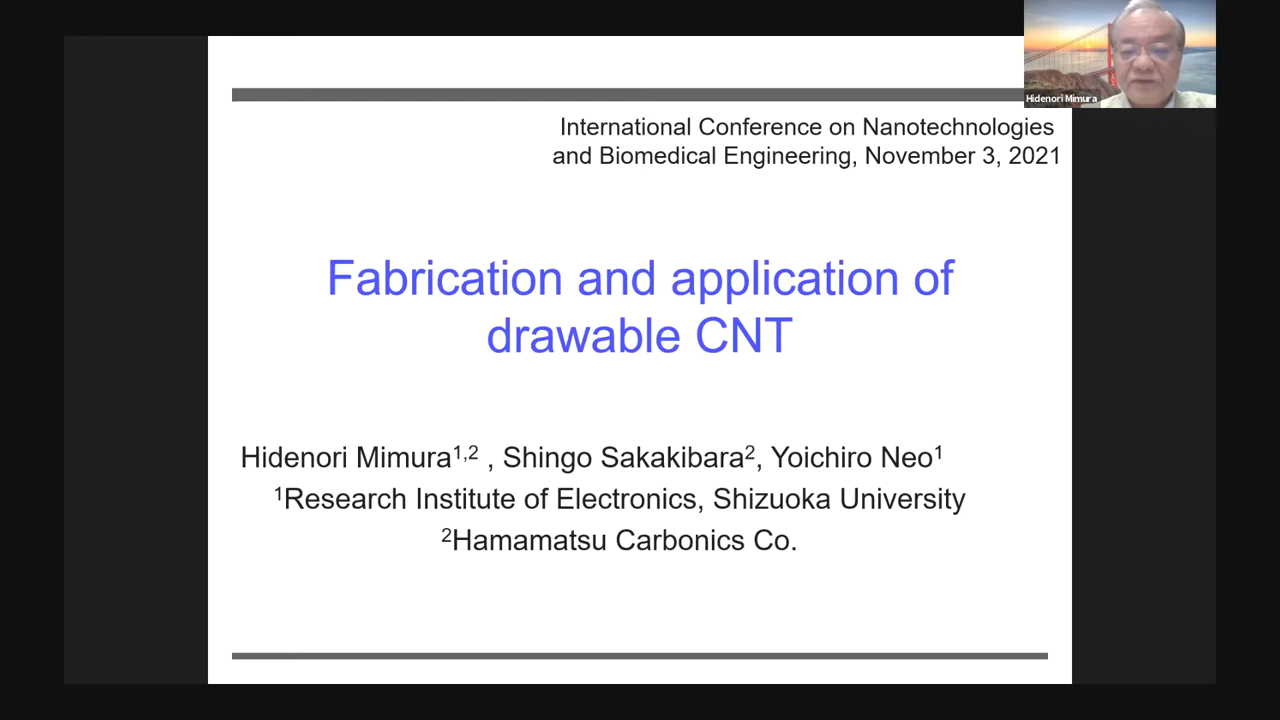 Hidenori Mimura
International Conference on Nanotechnologies
and Biomedical Engineering, November 3, 2021
Fabrication and application of
drawable CNT
Hidenori Mimura¹,² , Shingo Sakakibara², Yoichiro Neo¹
¹Research Institute of Electronics, Shizuoka University
²Hamamatsu Carbonics Co.